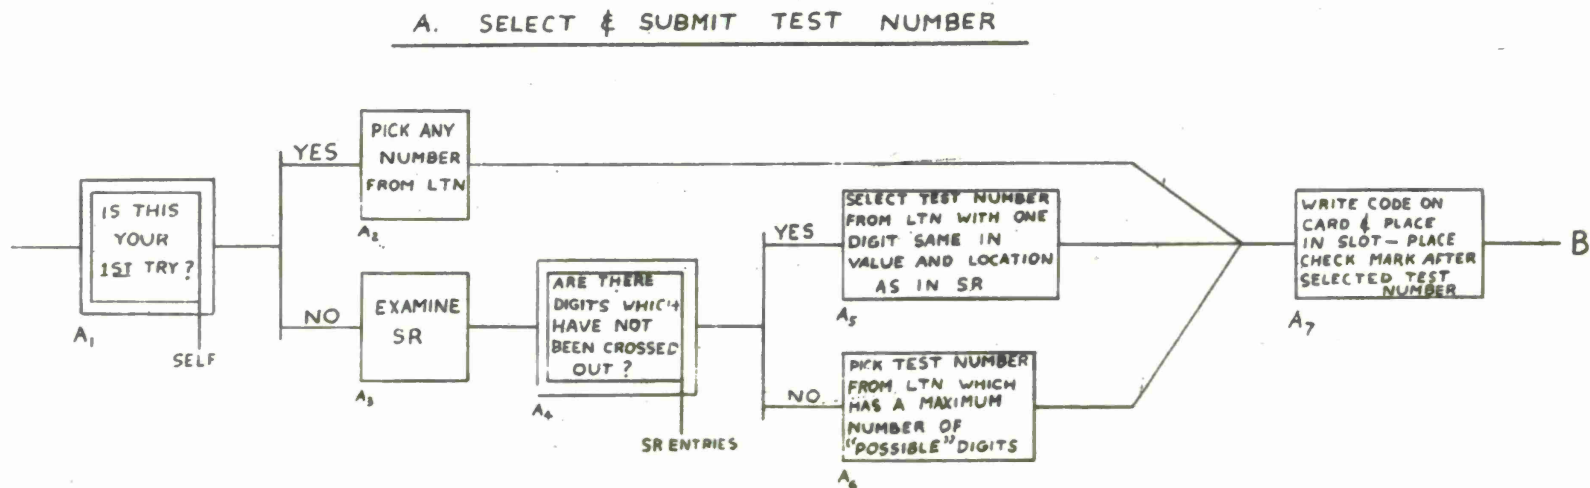 A. SELECT & SUBMIT TEST NUMBER
IS THIS
YOUR
1ST TRY?
A1
SELF
YES
PICK ANY
NUMBER
FROM LTN
A2
NO
EXAMINE
SR
A3
ARE THERE
DIGITS WHICH
HAVE NOT
BEEN CROSSED
OUT?
A4
SR ENTRIES
YES
SELECT TEST NUMBER
FROM LTN WITH ONE
DIGIT SAME IN
VALUE AND LOCATION
AS IN SR
A5
NO
PICK TEST NUMBER
FROM LTN WHICH
HAS A MAXIMUM
NUMBER OF
"POSSIBLE" DIGITS
A6
WRITE CODE ON
CARD & PLACE
IN SLOT - PLACE
CHECK MARK AFTER
SELECTED TEST
NUMBER
A7
B